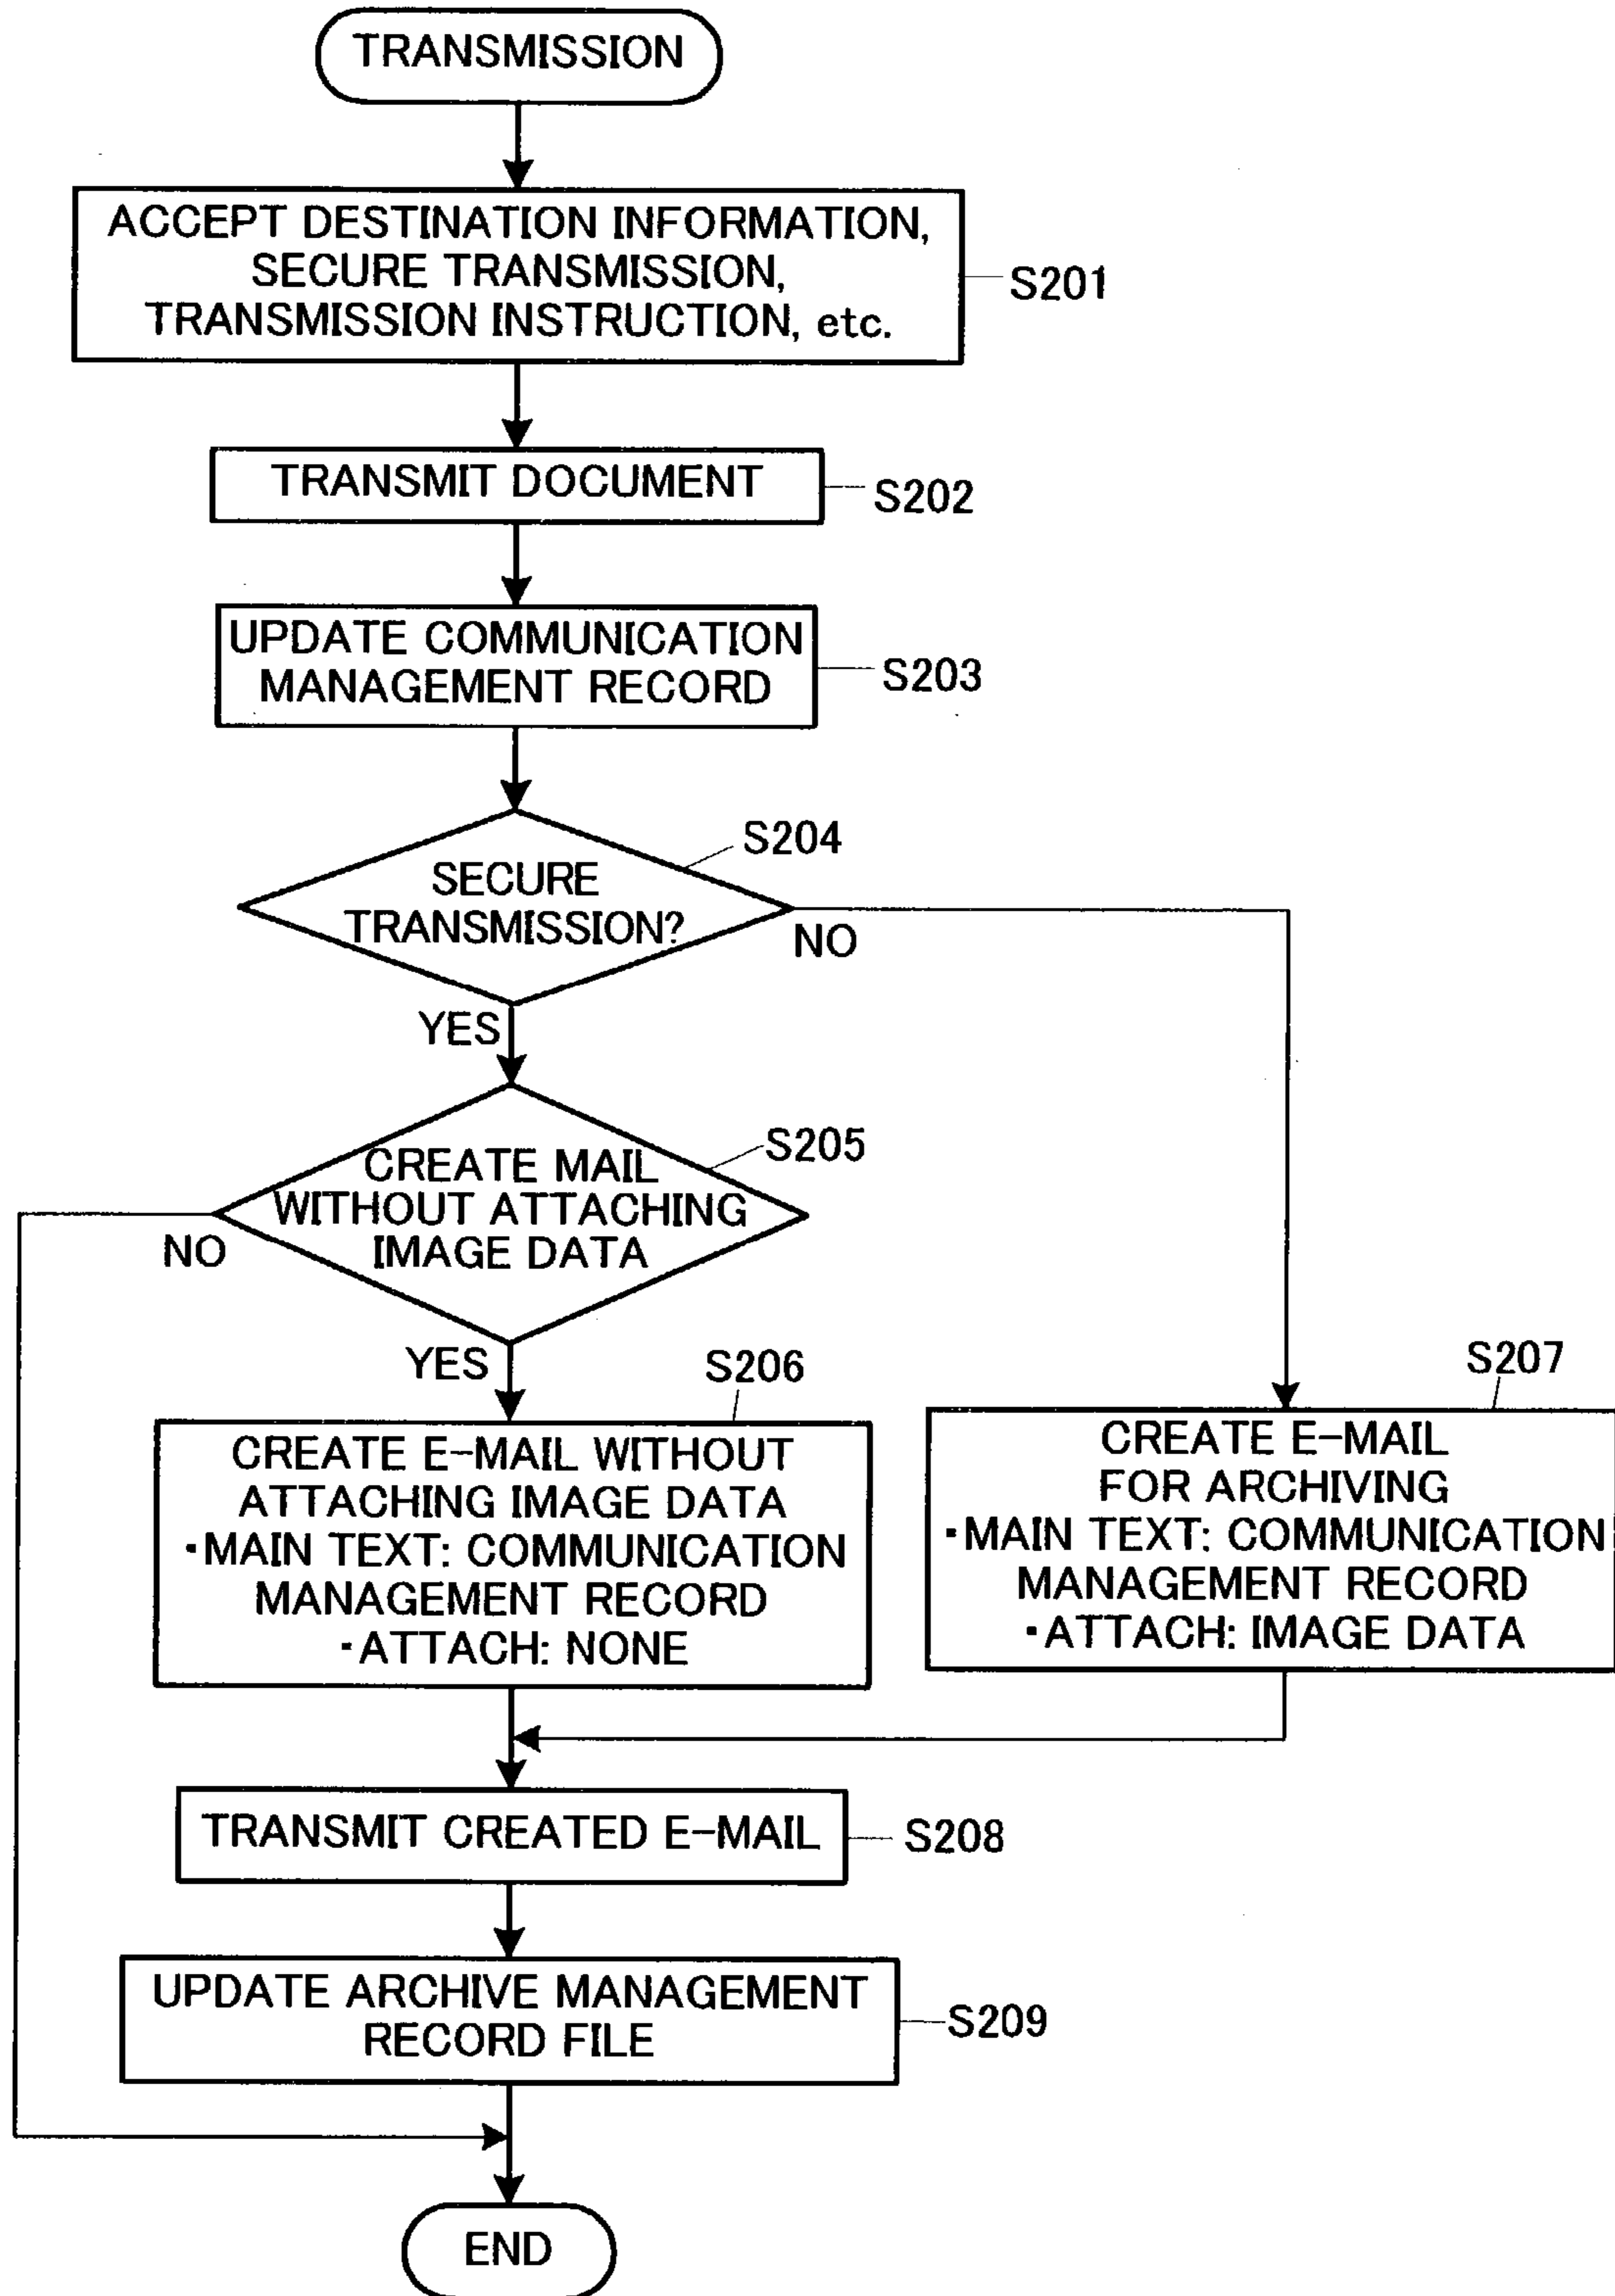 TRANSMISSION
ACCEPT DESTINATION INFORMATION,
SECURE TRANSMISSION,
TRANSMISSION INSTRUCTION, etc.
S201
TRANSMIT DOCUMENT
S202
UPDATE COMMUNICATION
MANAGEMENT RECORD
S203
S204
SECURE
TRANSMISSION?
NO
YES
S205
CREATE MAIL
WITHOUT ATTACHING
IMAGE DATA
NO
YES
S206
CREATE E-MAIL WITHOUT
ATTACHING IMAGE DATA
・MAIN TEXT: COMMUNICATION
MANAGEMENT RECORD
・ATTACH: NONE
S207
CREATE E-MAIL
FOR ARCHIVING
・MAIN TEXT: COMMUNICATION
MANAGEMENT RECORD
・ATTACH: IMAGE DATA
TRANSMIT CREATED E-MAIL
S208
UPDATE ARCHIVE MANAGEMENT
RECORD FILE
S209
END